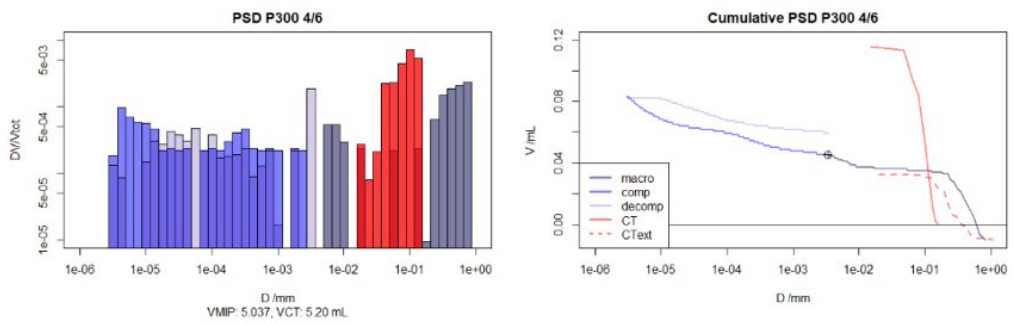 PSD P300 4/6
DV/Vtot
5e-03
5e-04
5e-05
1e-05
1e-06
1e-05
1e-04
1e-03
1e-02
1e-01
1e+00
D /mm
VMIP: 5.037, VCT: 5.20 mL
Cumulative PSD P300 4/6
V /mL
0.12
0.08
0.04
0.00
macro
comp
decomp
CT
CText
1e-06
1e-05
1e-04
1e-03
1e-02
1e-01
1e+00
D /mm